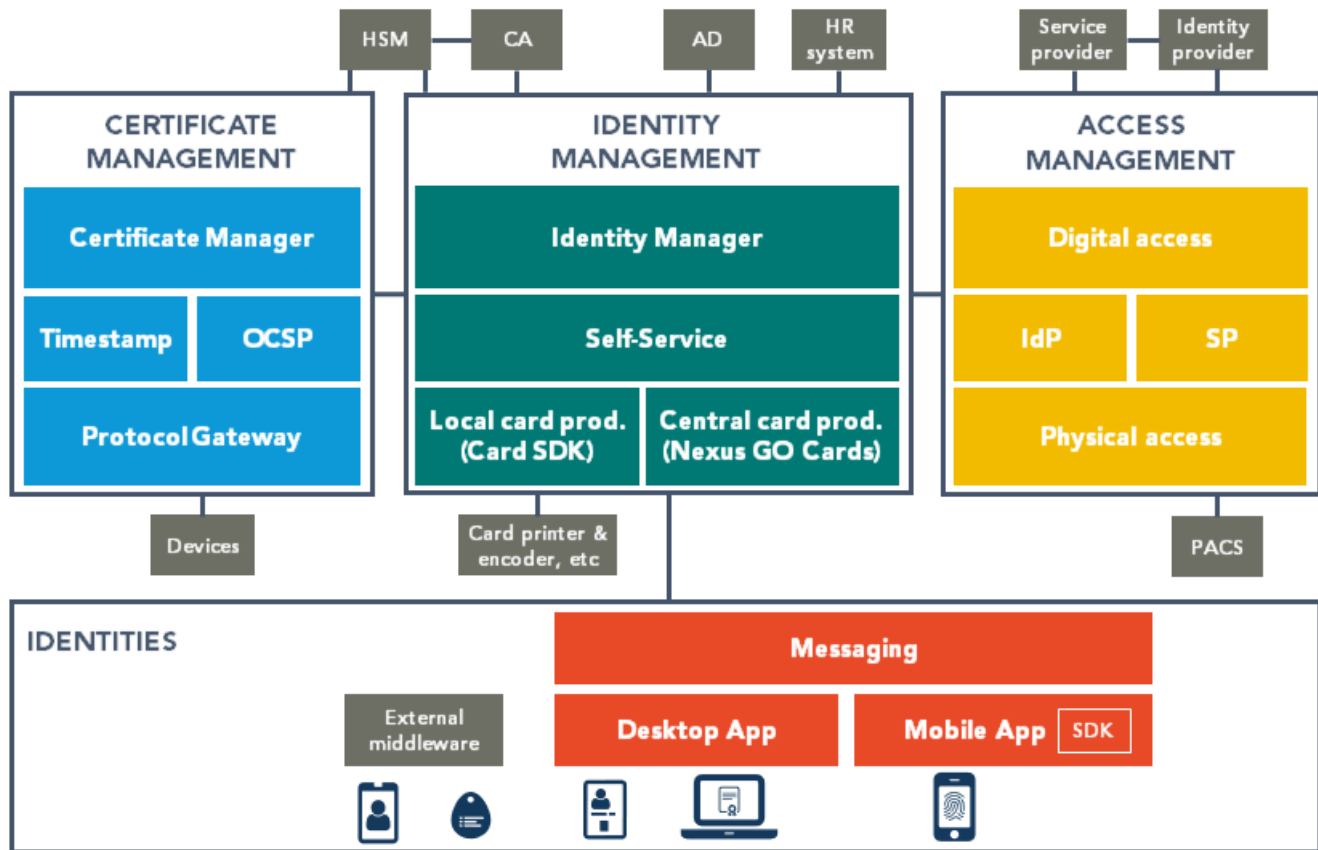 HSM
CA
AD
HR
system
Service
provider
Identity
provider
CERTIFICATE
MANAGEMENT
IDENTITY
MANAGEMENT
ACCESS
MANAGEMENT
Certificate Manager
Identity Manager
Digital access
Timestamp
OCSP
Self-Service
IdP
SP
Protocol Gateway
Local card prod.
(Card SDK)
Central card prod.
(Nexus GO Cards)
Physical access
Devices
Card printer &
encoder, etc
PACS
IDENTITIES
Messaging
External
middleware
Desktop App
Mobile App
SDK